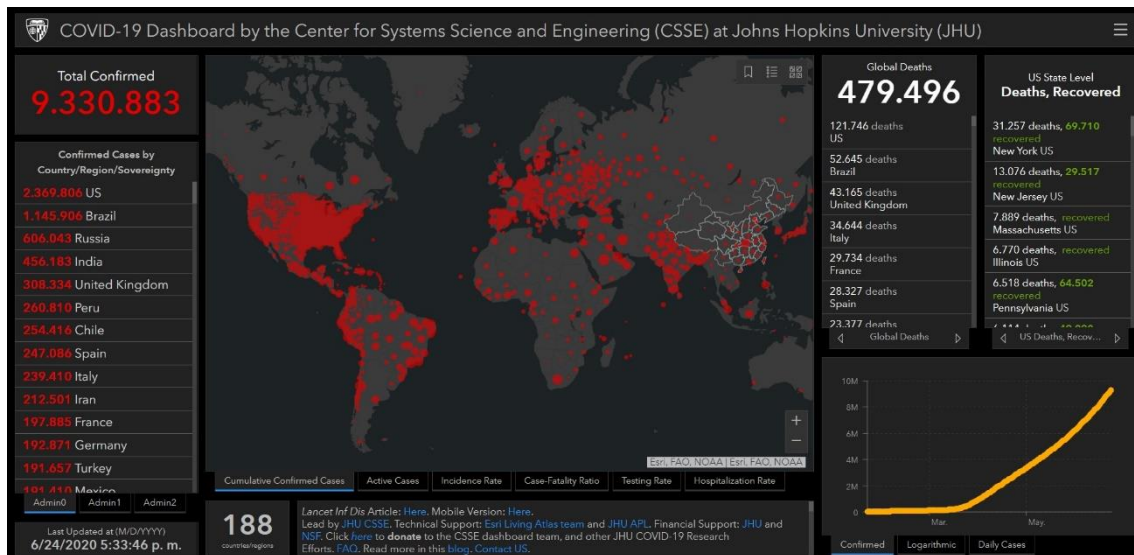 COVID-19 Dashboard by the Center for Systems Science and Engineering (CSSE) at Johns Hopkins University (JHU)
Total Confirmed
9.330.883
Confirmed Cases by
Country/Region/Sovereignty
2.369.806 US
1.145.906 Brazil
606.043 Russia
456.183 India
308.334 United Kingdom
260.810 Peru
254.416 Chile
247.086 Spain
239.410 Italy
212.501 Iran
197.885 France
192.871 Germany
191.657 Turkey
191.410 Mexico
Admin0 Admin1 Admin2
Last Updated at (M/D/YYYY)
6/24/2020 5:33:46 p. m.
+
−
Esri, FAO, NOAA | Esri, FAO, NOAA
Cumulative Confirmed Cases Active Cases Incidence Rate Case-Fatality Ratio Testing Rate Hospitalization Rate
188
countries/regions
Lancet Inf Dis Article: Here. Mobile Version: Here.
Lead by JHU CSSE. Technical Support: Esri Living Atlas team and JHU APL. Financial Support: JHU and
NSF. Click here to donate to the CSSE dashboard team, and other JHU COVID-19 Research
Efforts. FAQ. Read more in this blog. Contact US.
Global Deaths
479.496
121.746 deaths
US
52.645 deaths
Brazil
43.165 deaths
United Kingdom
34.644 deaths
Italy
29.734 deaths
France
28.327 deaths
Spain
23.377 deaths
Global Deaths
US State Level
Deaths, Recovered
31.257 deaths, 69.710
recovered
New York US
13.076 deaths, 29.517
recovered
New Jersey US
7.889 deaths, recovered
Massachusetts US
6.770 deaths, recovered
Illinois US
6.518 deaths, 64.502
recovered
Pennsylvania US
US Deaths, Recov...
10M
8M
6M
4M
2M
0
Mar. May.
Confirmed Logarithmic Daily Cases